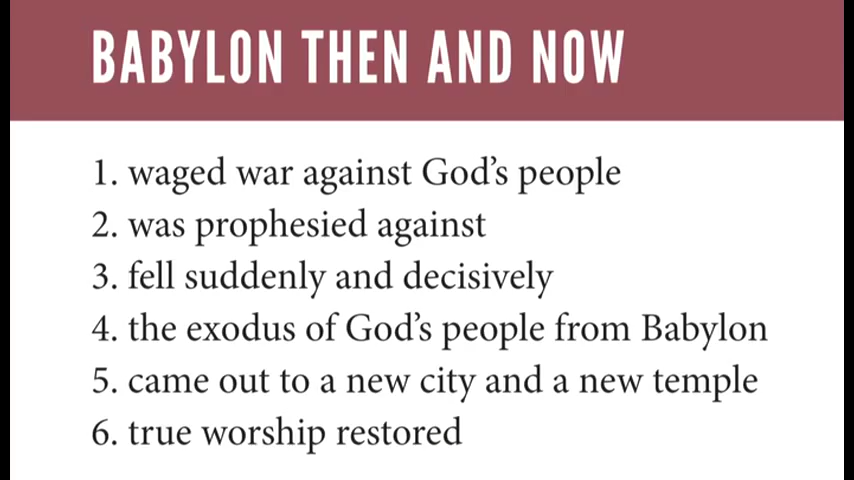 BABYLON THEN AND NOW
1. waged war against God’s people
2. was prophesied against
3. fell suddenly and decisively
4. the exodus of God’s people from Babylon
5. came out to a new city and a new temple
6. true worship restored